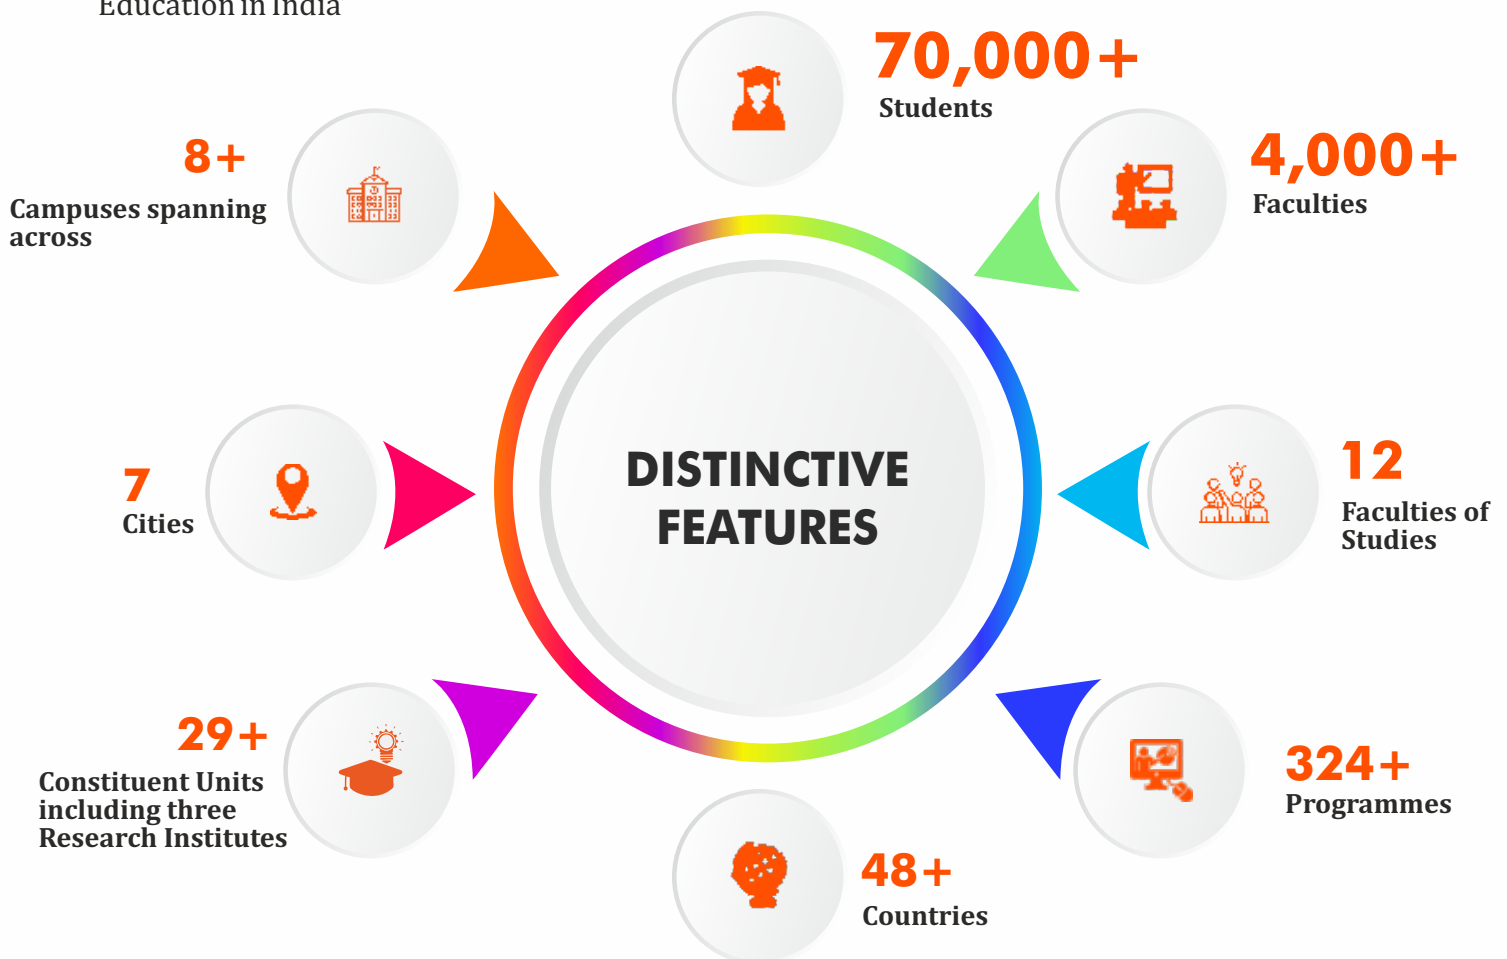 Education in India
70,000+
Students
4,000+
Faculties
8+
Campuses spanning
across
DISTINCTIVE
FEATURES
7
Cities
12
Faculties of
Studies
29+
Constituent Units
including three
Research Institutes
324+
Programmes
48+
Countries